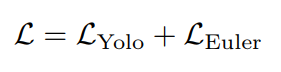 ℒ = ℒ_Yolo + ℒ_Euler